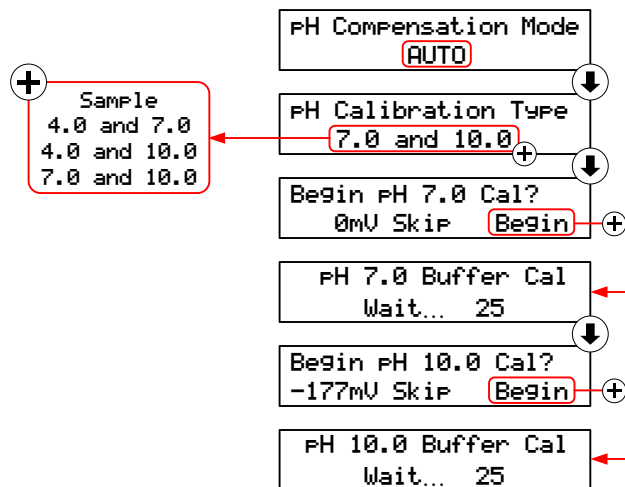 pH Compensation Mode
AUTO
Sample
4.0 and 7.0
4.0 and 10.0
7.0 and 10.0
pH Calibration Type
7.0 and 10.0
Begin pH 7.0 Cal?
0mV Skip Begin
pH 7.0 Buffer Cal
Wait... 25
Begin pH 10.0 Cal?
-177mV Skip Begin
pH 10.0 Buffer Cal
Wait... 25